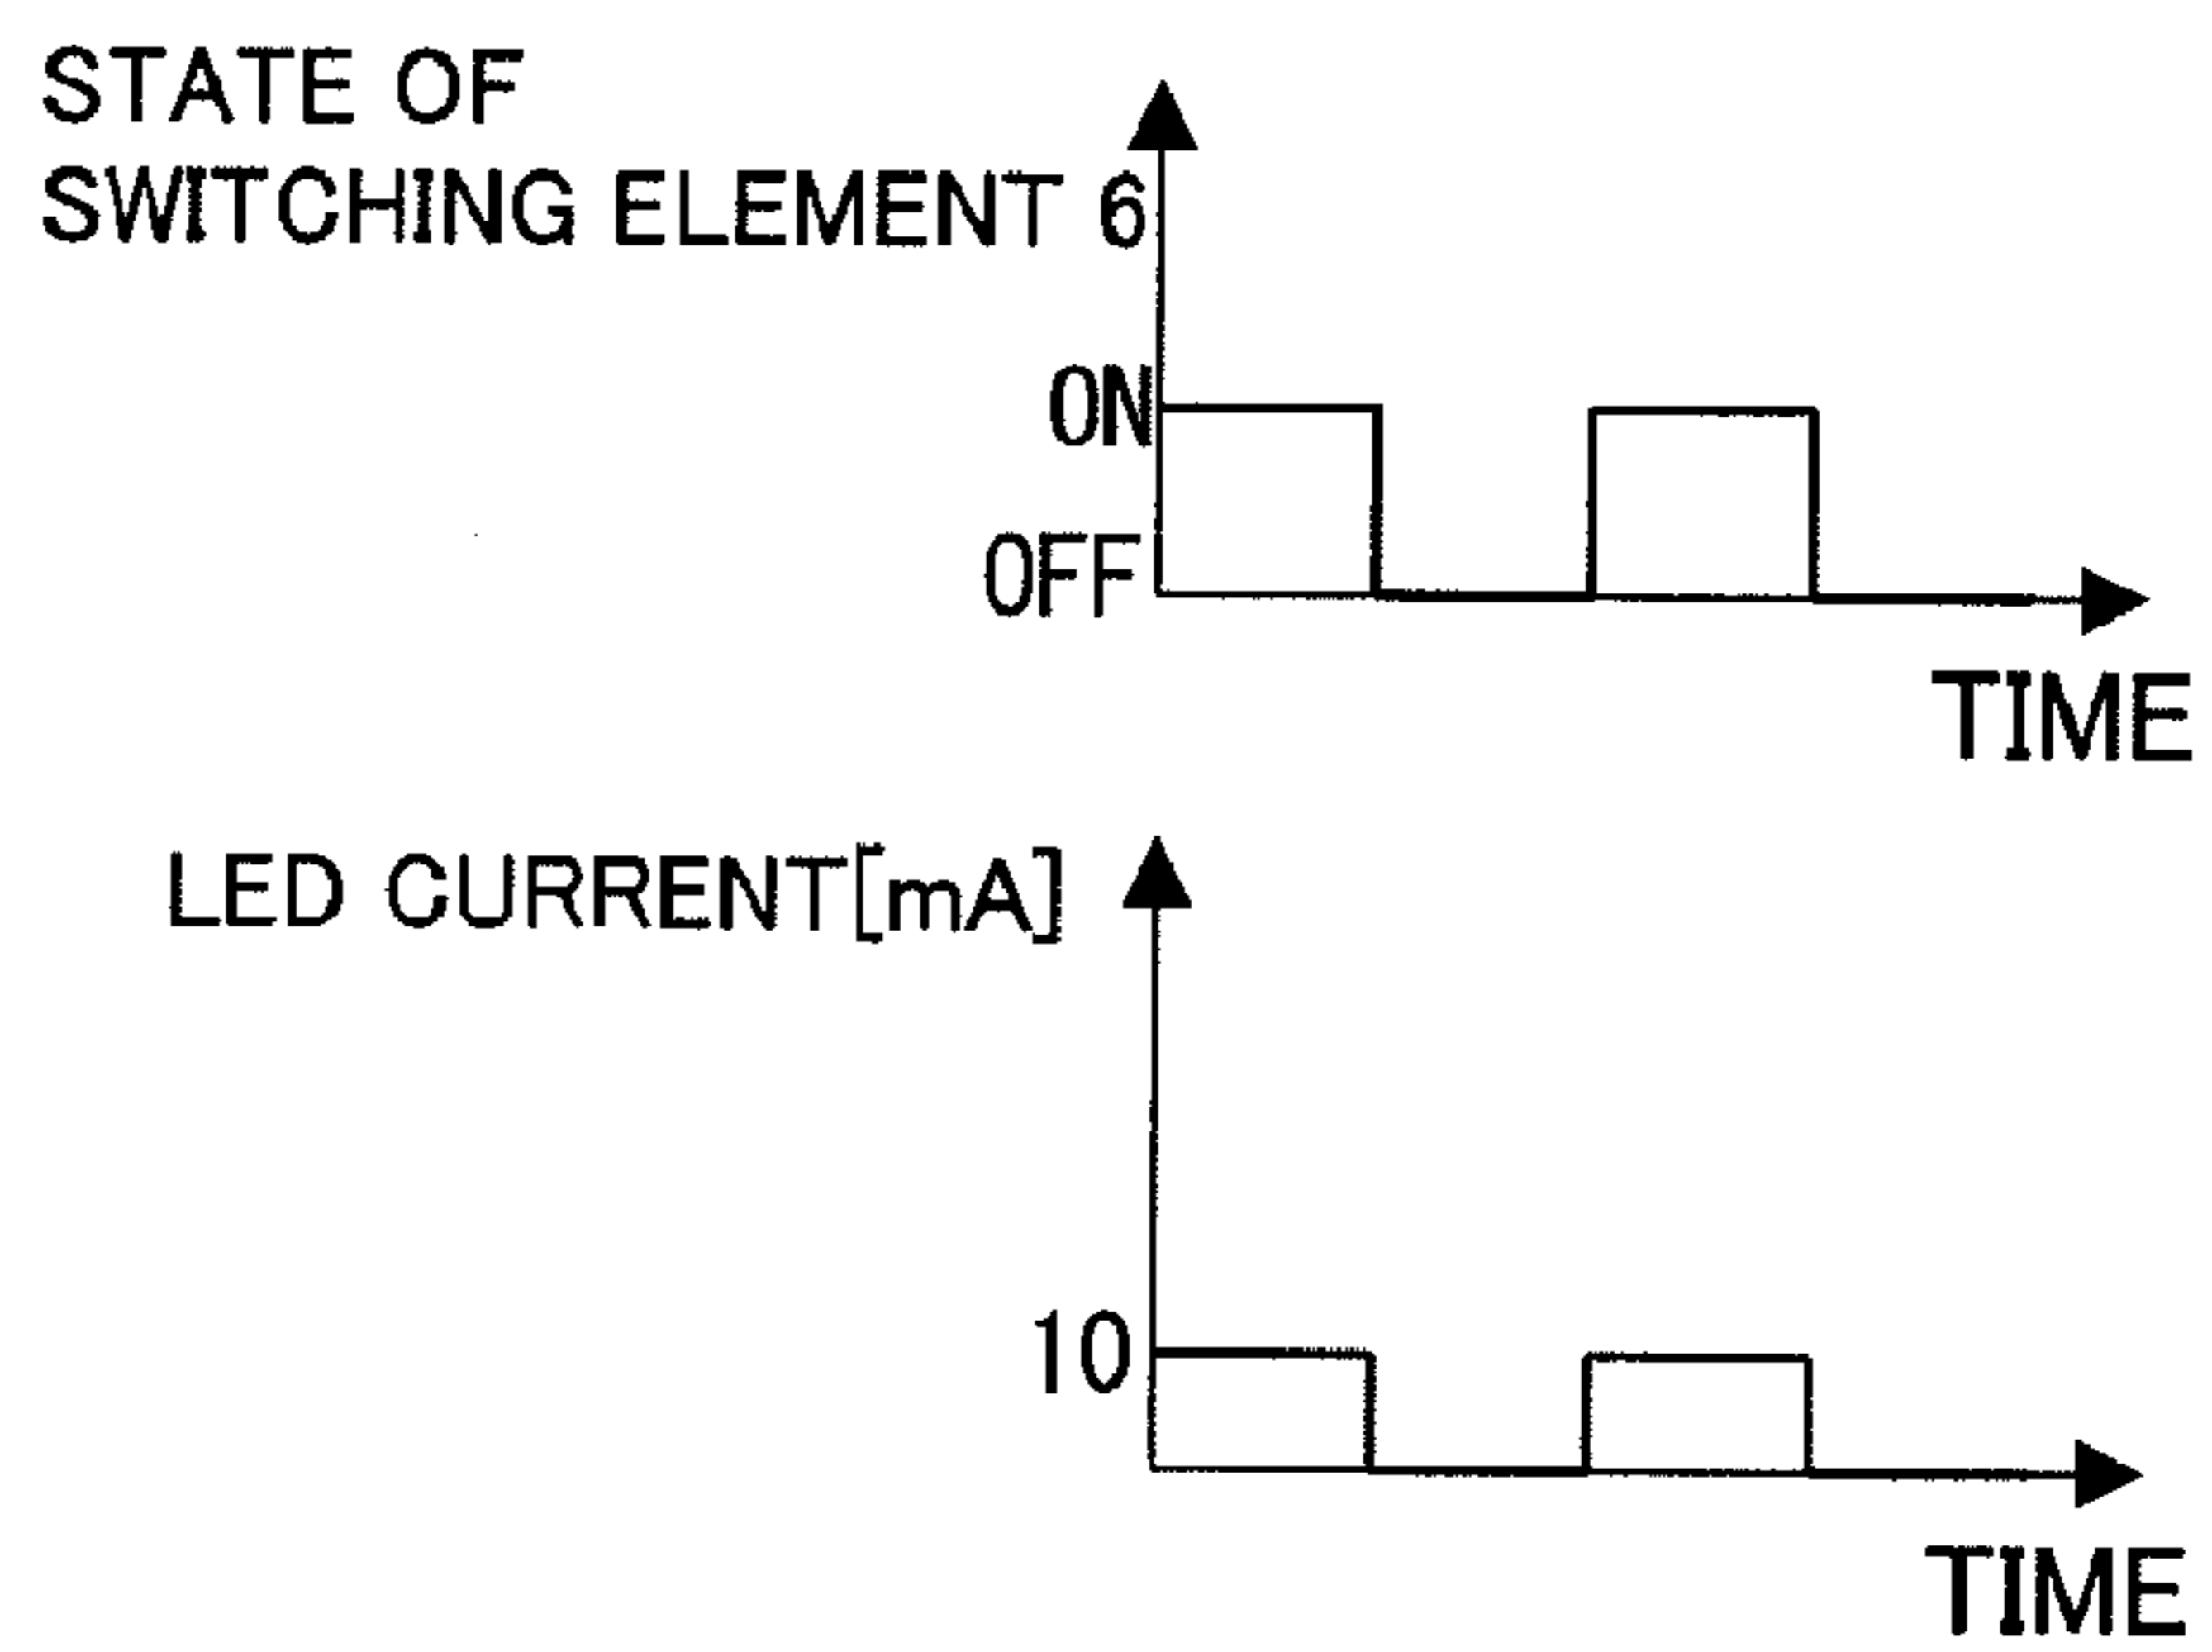 STATE OF
SWITCHING ELEMENT 6
ON
OFF
TIME
LED CURRENT[mA]
10
TIME